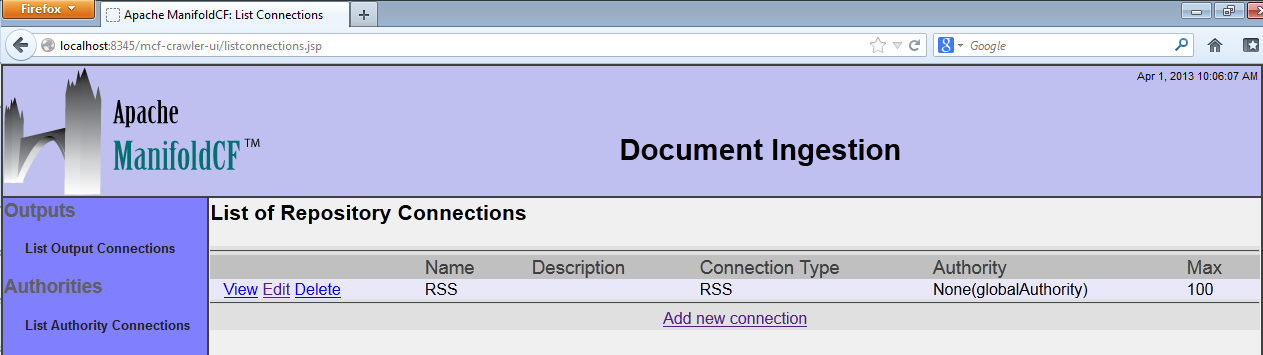 Firefox
Apache ManifoldCF: List Connections
localhost:8345/mcf-crawler-ui/listconnections.jsp
Google
Apr 1, 2013 10:06:07 AM
Apache
ManifoldCF™
Document Ingestion
Outputs
List Output Connections
Authorities
List Authority Connections
List of Repository Connections
Name Description Connection Type Authority Max
View Edit Delete RSS RSS None(globalAuthority) 100
Add new connection